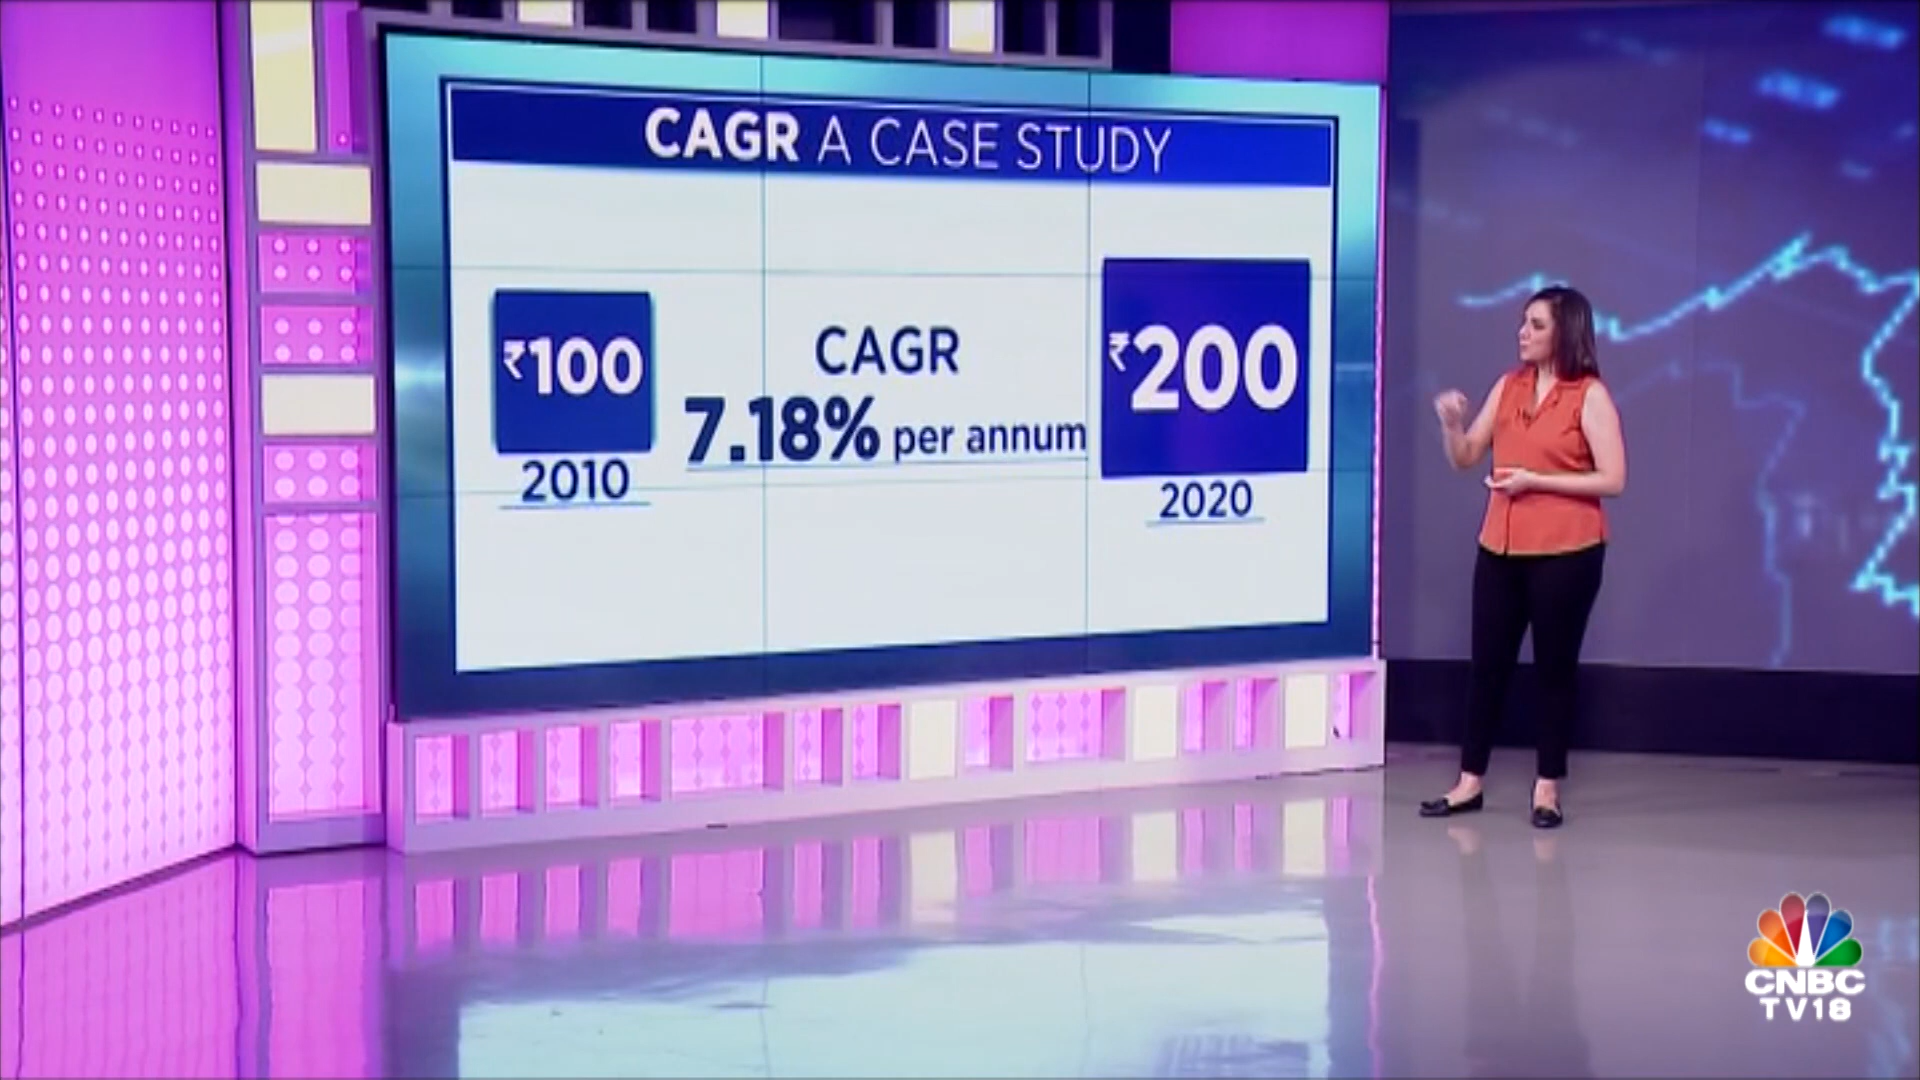 CAGR A CASE STUDY
₹100
2010
CAGR
7.18% per annum
₹200
2020
CNBC
TV18